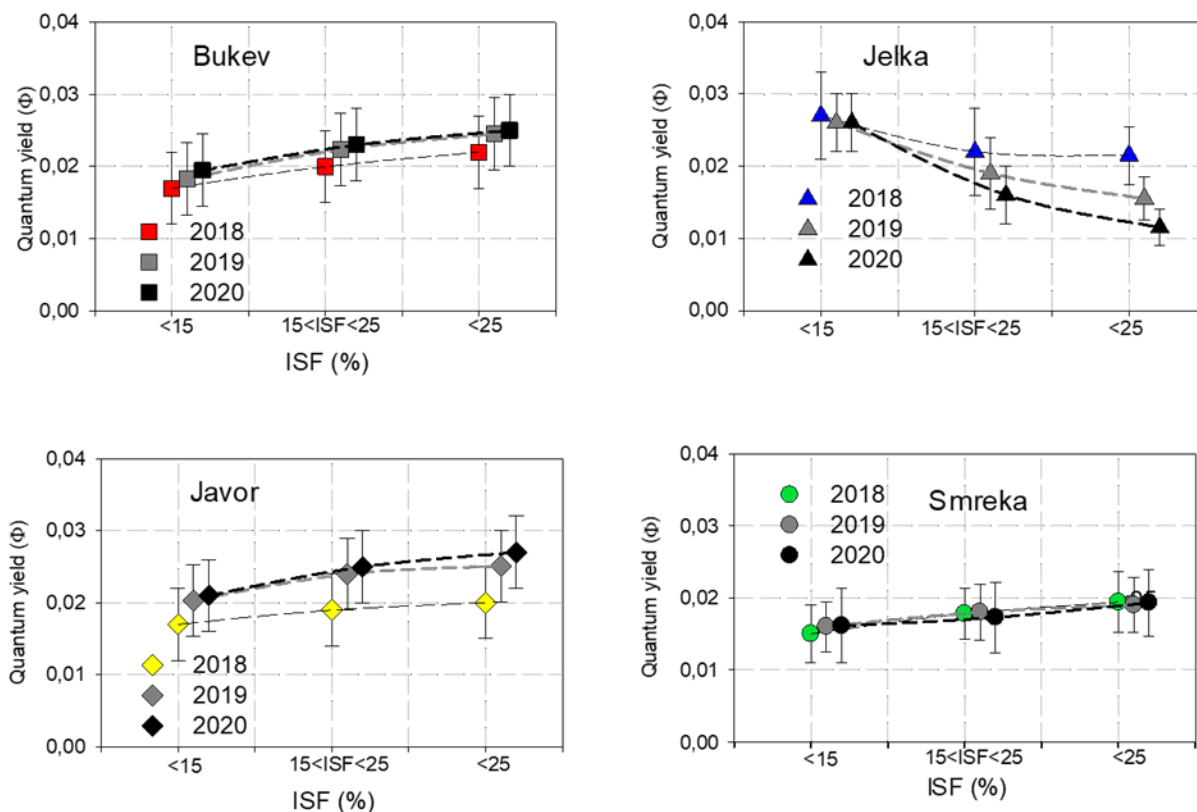 0,04
Bukev
0,03
0,02
0,01
0,00
Quantum yield (Φ)
2018
2019
2020
<15
15<ISF<25
<25
ISF (%)
0,04
Jelka
0,03
0,02
0,01
0,00
Quantum yield (Φ)
2018
2019
2020
<15
15<ISF<25
<25
0,04
Javor
0,03
0,02
0,01
0,00
Quantum yield (Φ)
2018
2019
2020
<15
15<ISF<25
<25
ISF (%)
0,04
Smreka
0,03
0,02
0,01
0,00
Quantum yield (Φ)
2018
2019
2020
<15
15<ISF<25
<25
ISF (%)